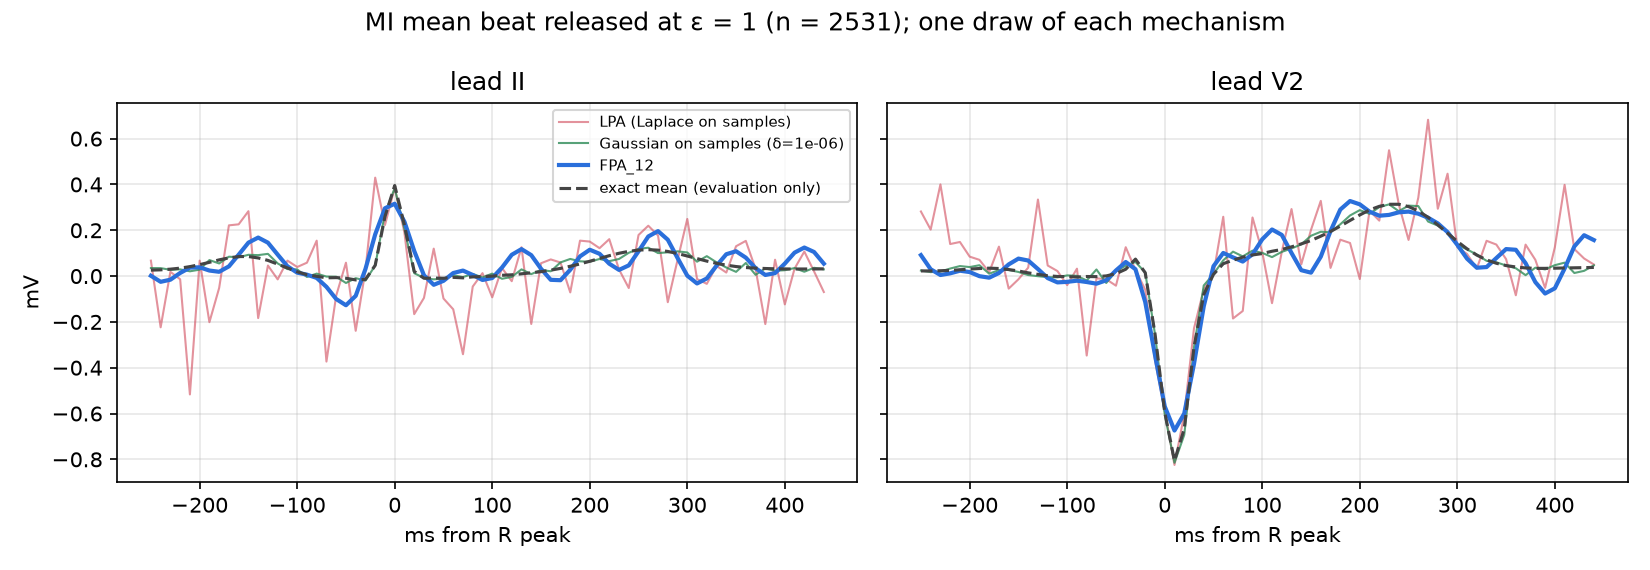 MI mean beat released at ε = 1 (n = 2531); one draw of each mechanism
lead II
lead V2
LPA (Laplace on samples)
Gaussian on samples (δ=1e-06)
FPA_12
exact mean (evaluation only)
mV
0.6
0.4
0.2
0.0
−0.2
−0.4
−0.6
−0.8
−200 −100 0 100 200 300 400
−200 −100 0 100 200 300 400
ms from R peak
ms from R peak